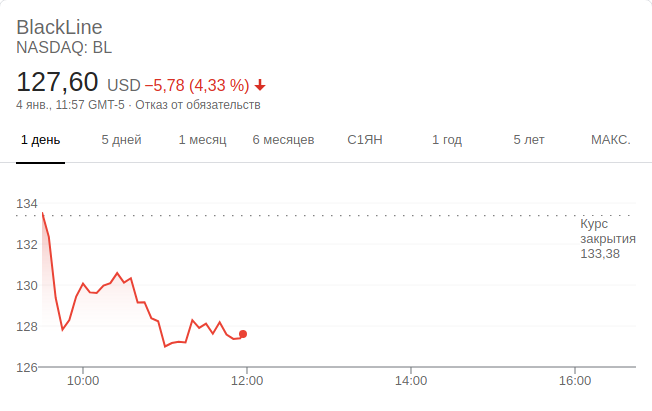 BlackLine
NASDAQ: BL
127,60 USD −5,78 (4,33 %)
4 янв., 11:57 GMT-5 · Отказ от обязательств
1 день 5 дней 1 месяц 6 месяцев С1ЯН 1 год 5 лет МАКС.
134
Курс
закрытия
133,38
132
130
128
126
10:00 12:00 14:00 16:00